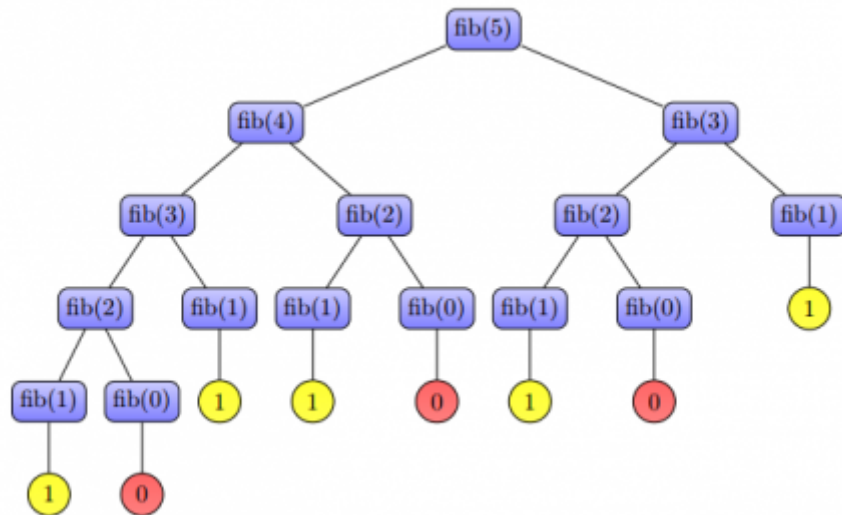 fib(5)
fib(4) fib(3)
fib(3) fib(2) fib(2) fib(1)
fib(2) fib(1) fib(1) fib(0) fib(1) fib(0) 1
fib(1) fib(0) 1 1 0 1 0
1 0